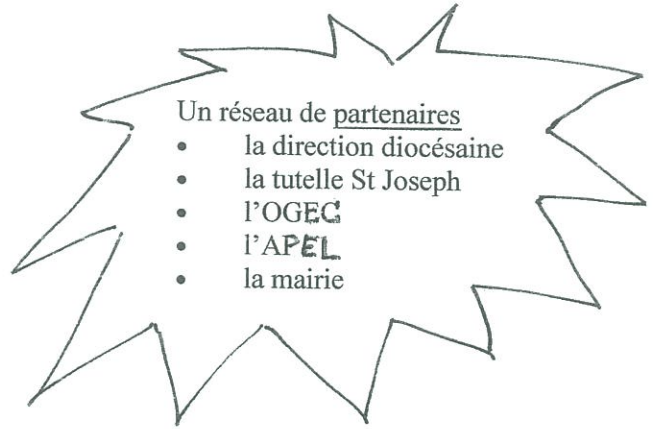 Un réseau de partenaires
• la direction diocésaine
• la tutelle St Joseph
• l'OGEC
• l'APEL
• la mairie